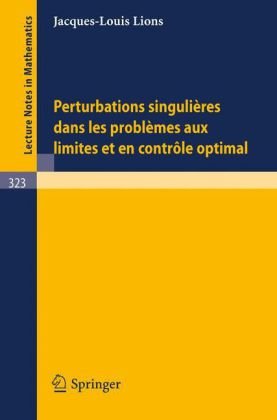 Jacques-Louis Lions
Lecture Notes in Mathematics
Perturbations singulières
dans les problèmes aux
limites et en contrôle optimal
323
Springer